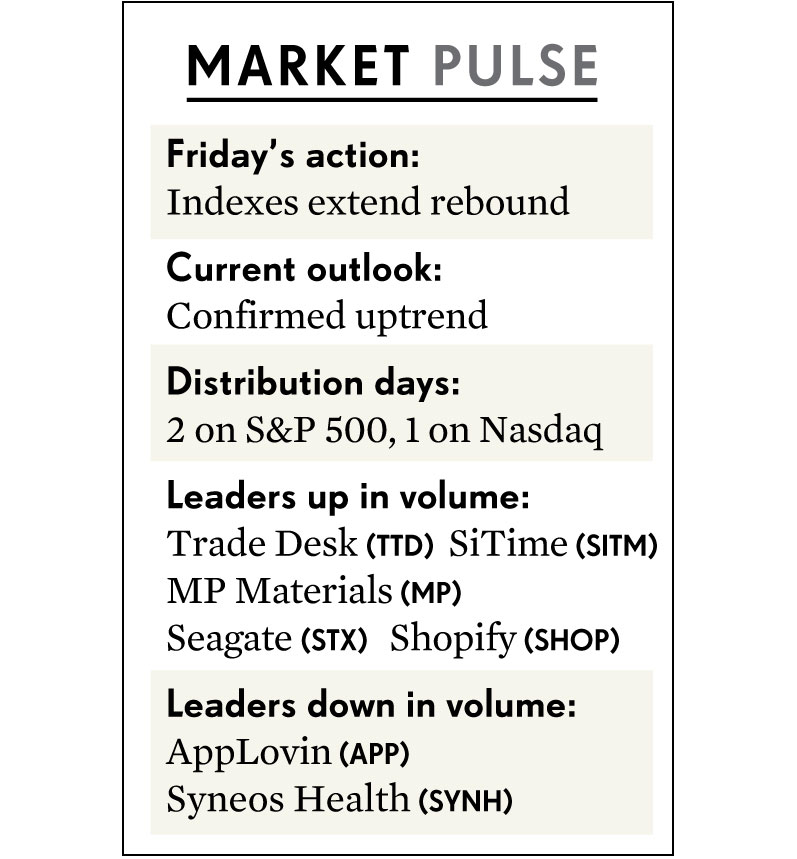 MARKET PULSE
Friday’s action:
Indexes extend rebound
Current outlook:
Confirmed uptrend
Distribution days:
2 on S&P 500, 1 on Nasdaq
Leaders up in volume:
Trade Desk (TTD) SiTime (SITM)
MP Materials (MP)
Seagate (STX) Shopify (SHOP)
Leaders down in volume:
AppLovin (APP)
Syneos Health (SYNH)